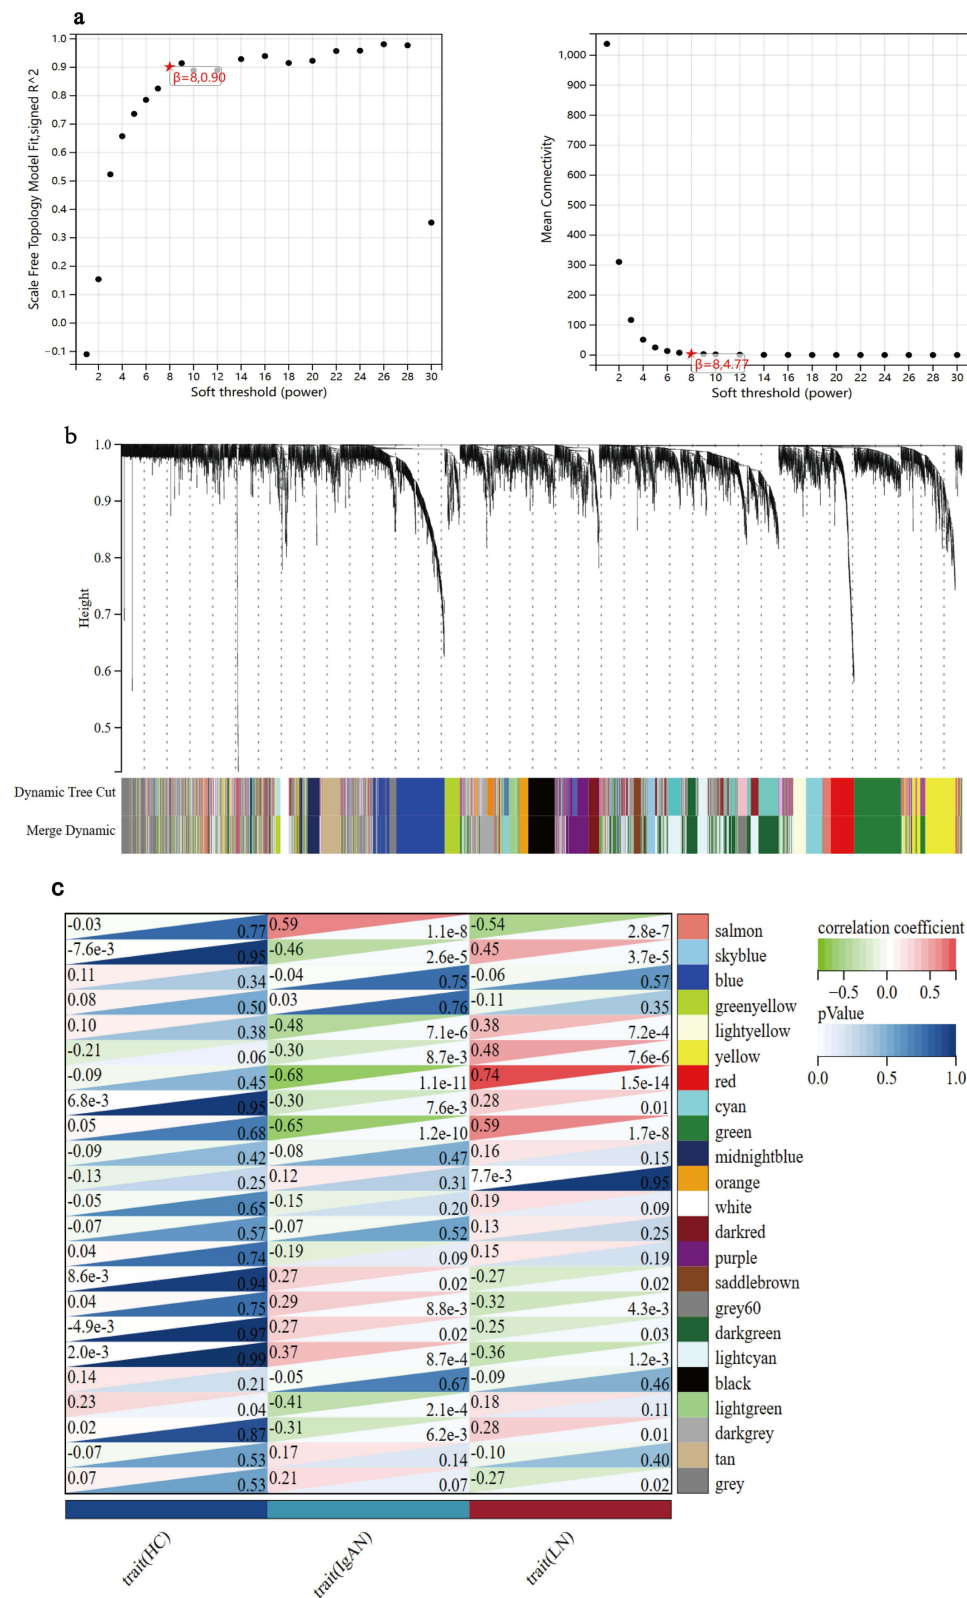 a
1.0
0.9
0.8
0.7
0.6
0.5
0.4
0.3
0.2
0.1
0.0
−0.1
Scale Free Topology Model Fit,signed R^2
β=8,0.90
2 4 6 8 10 12 14 16 18 20 22 24 26 28 30
Soft threshold (power)
1,000
900
800
700
600
500
400
300
200
100
0
Mean Connectivity
β=8,4.77
2 4 6 8 10 12 14 16 18 20 22 24 26 28 30
Soft threshold (power)
b
1.0
0.9
0.8
0.7
0.6
0.5
Height
Dynamic Tree Cut
Merge Dynamic
c
-0.03 0.77 0.59 1.1e-8 -0.54 2.8e-7 salmon
-7.6e-3 0.95 -0.46 2.6e-5 0.45 3.7e-5 skyblue
0.11 0.34 -0.04 0.75 -0.06 0.57 blue
0.08 0.50 0.03 0.76 -0.11 0.35 greenyellow
0.10 0.38 -0.48 7.1e-6 0.38 7.2e-4 lightyellow
-0.21 0.06 -0.30 8.7e-3 0.48 7.6e-6 yellow
-0.09 0.45 -0.68 1.1e-11 0.74 1.5e-14 red
6.8e-3 0.95 -0.30 7.6e-3 0.28 0.01 cyan
0.05 0.68 -0.65 1.2e-10 0.59 1.7e-8 green
-0.09 0.42 -0.08 0.47 0.16 0.15 midnightblue
-0.13 0.25 0.12 0.31 7.7e-3 0.95 orange
-0.05 0.65 -0.15 0.20 0.19 0.09 white
-0.07 0.57 -0.07 0.52 0.13 0.25 darkred
0.04 0.74 -0.19 0.09 0.15 0.19 purple
8.6e-3 0.94 0.27 0.02 -0.27 0.02 saddlebrown
0.04 0.75 0.29 8.8e-3 -0.32 4.3e-3 grey60
-4.9e-3 0.97 0.27 0.02 -0.25 0.03 darkgreen
2.0e-3 0.99 0.37 8.7e-4 -0.36 1.2e-3 lightcyan
0.14 0.21 -0.05 0.67 -0.09 0.46 black
0.23 0.04 -0.41 2.1e-4 0.18 0.11 lightgreen
0.02 0.87 -0.31 6.2e-3 0.28 0.01 darkgrey
-0.07 0.53 0.17 0.14 -0.10 0.40 tan
0.07 0.53 0.21 0.07 -0.27 0.02 grey
trait(HC) trait(IgAN) trait(LN)
correlation coefficient
−0.5 0.0 0.5
pValue
0.0 0.5 1.0